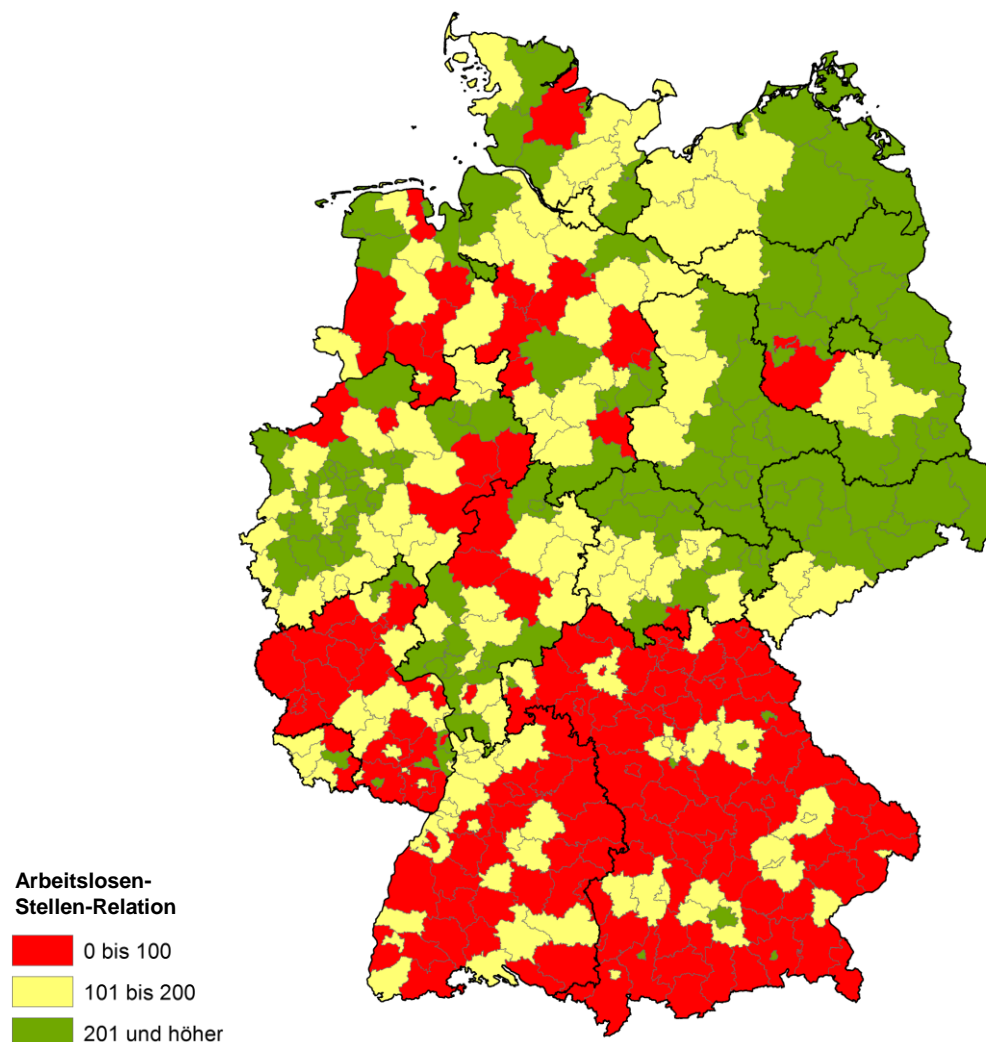 Arbeitslosen-
Stellen-Relation
0 bis 100
101 bis 200
201 und höher